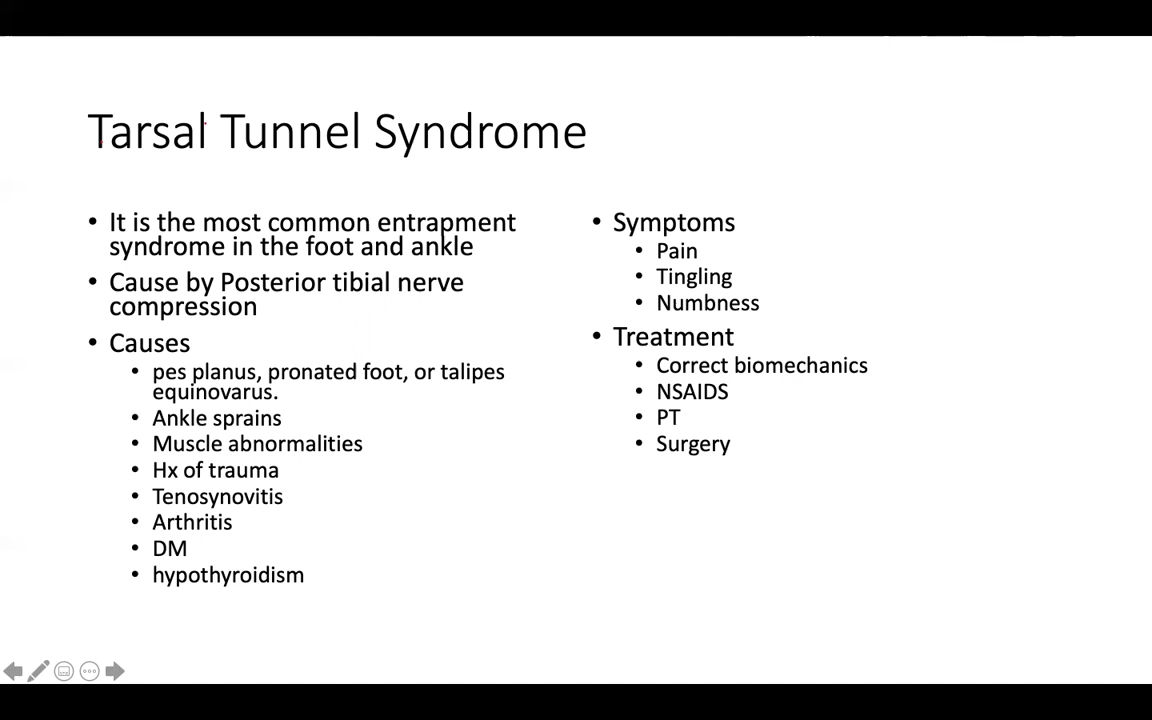 Tarsal Tunnel Syndrome
• It is the most common entrapment
syndrome in the foot and ankle
• Cause by Posterior tibial nerve
compression
• Causes
• pes planus, pronated foot, or talipes
equinovarus.
• Ankle sprains
• Muscle abnormalities
• Hx of trauma
• Tenosynovitis
• Arthritis
• DM
• hypothyroidism
• Symptoms
• Pain
• Tingling
• Numbness
• Treatment
• Correct biomechanics
• NSAIDS
• PT
• Surgery